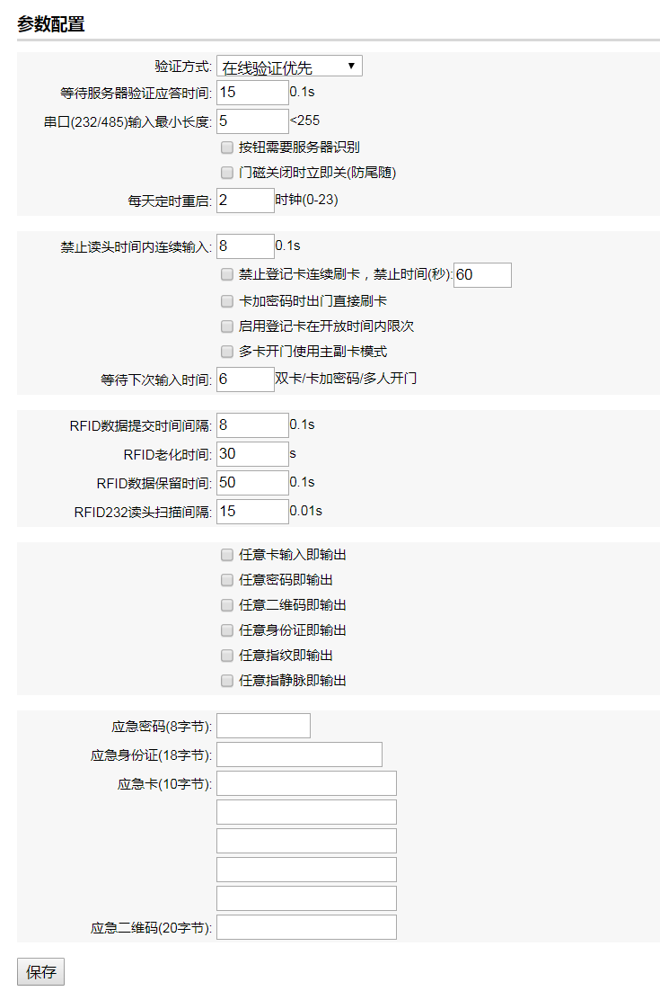 参数配置
验证方式: 在线验证优先
等待服务器验证应答时间: 15 0.1s
串口(232/485)输入最小长度: 5 <255
按钮需要服务器识别
门磁关闭时立即关(防尾随)
每天定时重启: 2 时钟(0-23)
禁止读头时间内连续输入: 8 0.1s
禁止登记卡连续刷卡，禁止时间(秒): 60
卡加密码时出门直接刷卡
启用登记卡在开放时间内限次
多卡开门使用主副卡模式
等待下次输入时间: 6 双卡/卡加密码/多人开门
RFID数据提交时间间隔: 8 0.1s
RFID老化时间: 30 s
RFID数据保留时间: 50 0.1s
RFID232读头扫描间隔: 15 0.01s
任意卡输入即输出
任意密码即输出
任意二维码即输出
任意身份证即输出
任意指纹即输出
任意指静脉即输出
应急密码(8字节):
应急身份证(18字节):
应急卡(10字节):
应急二维码(20字节):
保存